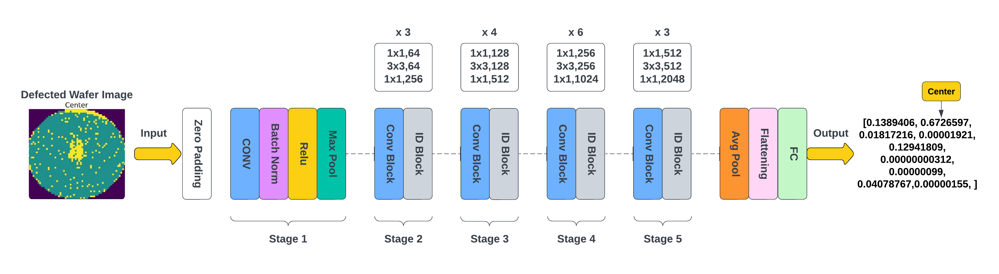 x 3
x 4
x 6
x 3
1x1,64
3x3,64
1x1,256
1x1,128
3x3,128
1x1,512
1x1,256
3x3,256
1x1,1024
1x1,512
3x3,512
1x1,2048
Defected Wafer Image
Center
Input
Zero Padding
CONV
Batch Norm
Relu
Max Pool
Conv Block
ID Block
Conv Block
ID Block
Conv Block
ID Block
Conv Block
ID Block
Avg Pool
Flattening
FC
Output
Center
[0.1389406, 0.6726597,
0.01817216, 0.00001921,
0.12941809,
0.00000000312,
0.00000099,
0.04078767,0.00000155, ]
Stage 1
Stage 2
Stage 3
Stage 4
Stage 5